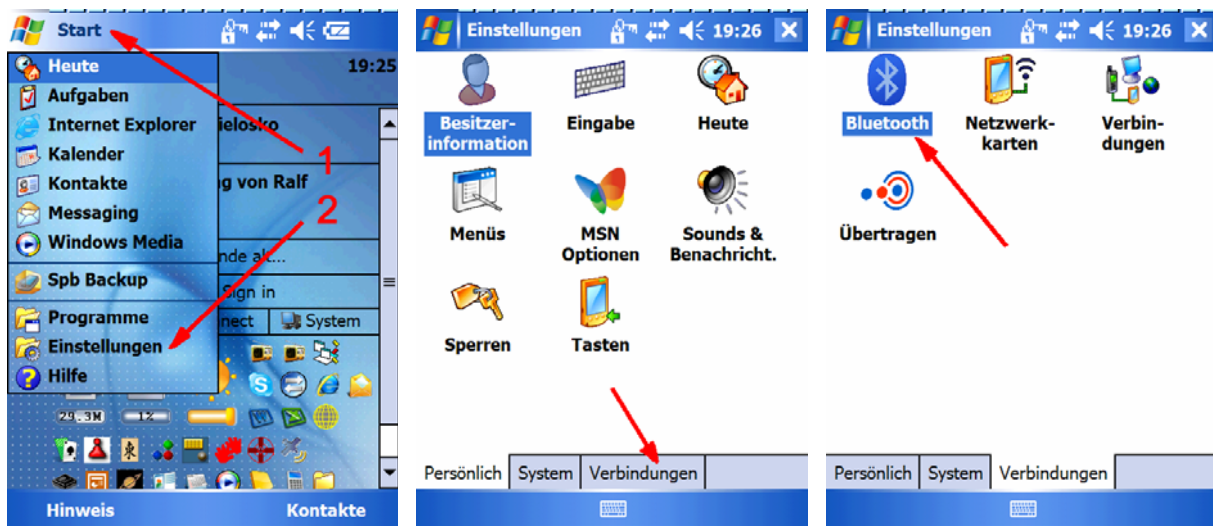 Start
Heute
19:25
Aufgaben
Internet Explorer
Kalender
Kontakte
1
g von Ralf
Messaging
2
Windows Media
nde alt...
Spb Backup
Sign in
Programme
nect
System
Einstellungen
Hilfe
29.3M
1%
Hinweis
Kontakte
Einstellungen
19:26
Besitzer-
information
Eingabe
Heute
Menüs
MSN
Optionen
Sounds &
Benachricht.
Sperren
Tasten
Persönlich
System
Verbindungen
Einstellungen
19:26
Bluetooth
Netzwerk-
karten
Verbin-
dungen
Übertragen
Persönlich
System
Verbindungen